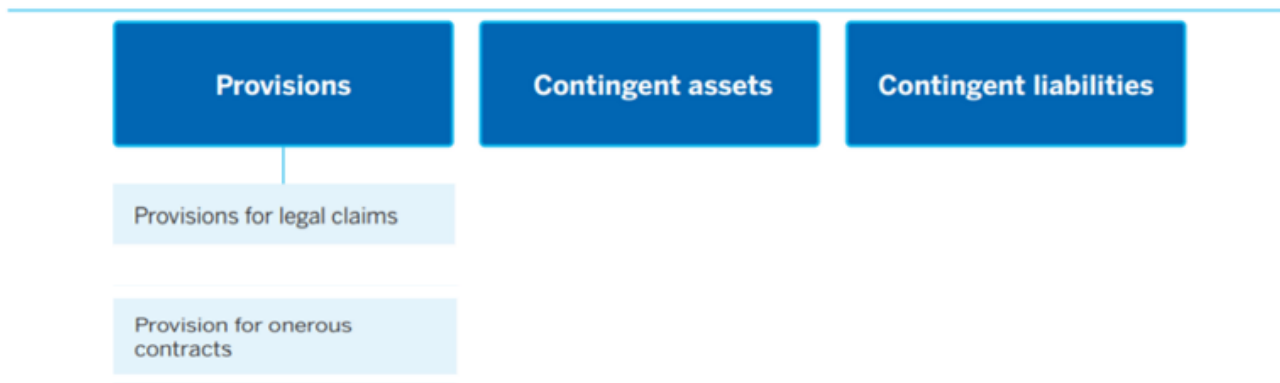 Provisions
Contingent assets
Contingent liabilities
Provisions for legal claims
Provision for onerous
contracts